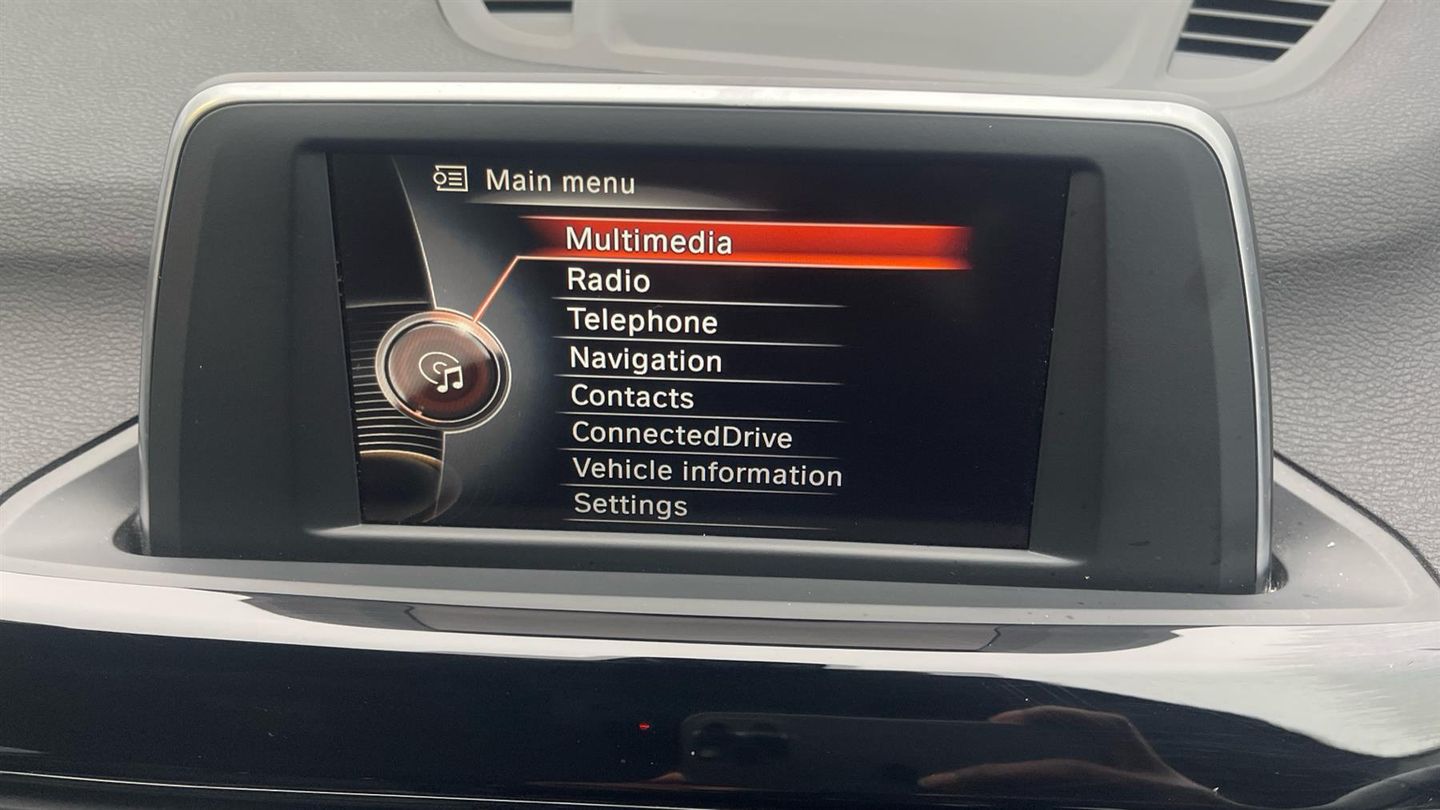 Main menu
Multimedia
Radio
Telephone
Navigation
Contacts
ConnectedDrive
Vehicle information
Settings